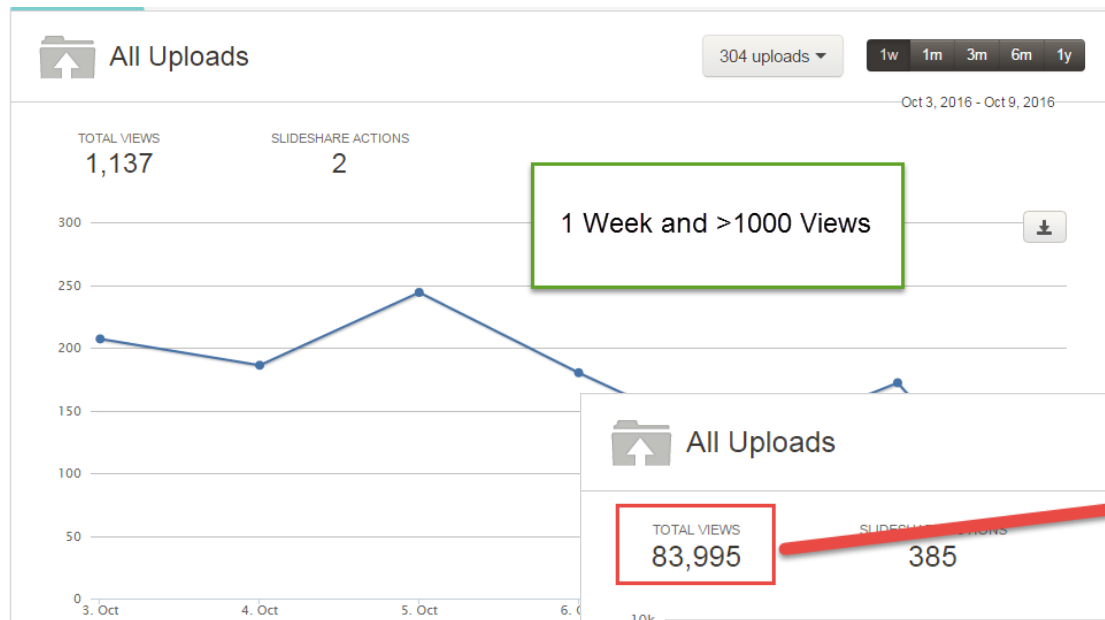 All Uploads
304 uploads
1w 1m 3m 6m 1y
Oct 3, 2016 - Oct 9, 2016
TOTAL VIEWS SLIDESHARE ACTIONS
1,137 2
1 Week and >1000 Views
300
250
200
150
100
50
0
3. Oct 4. Oct 5. Oct 6.
All Uploads
TOTAL VIEWS
83,995 385
10k